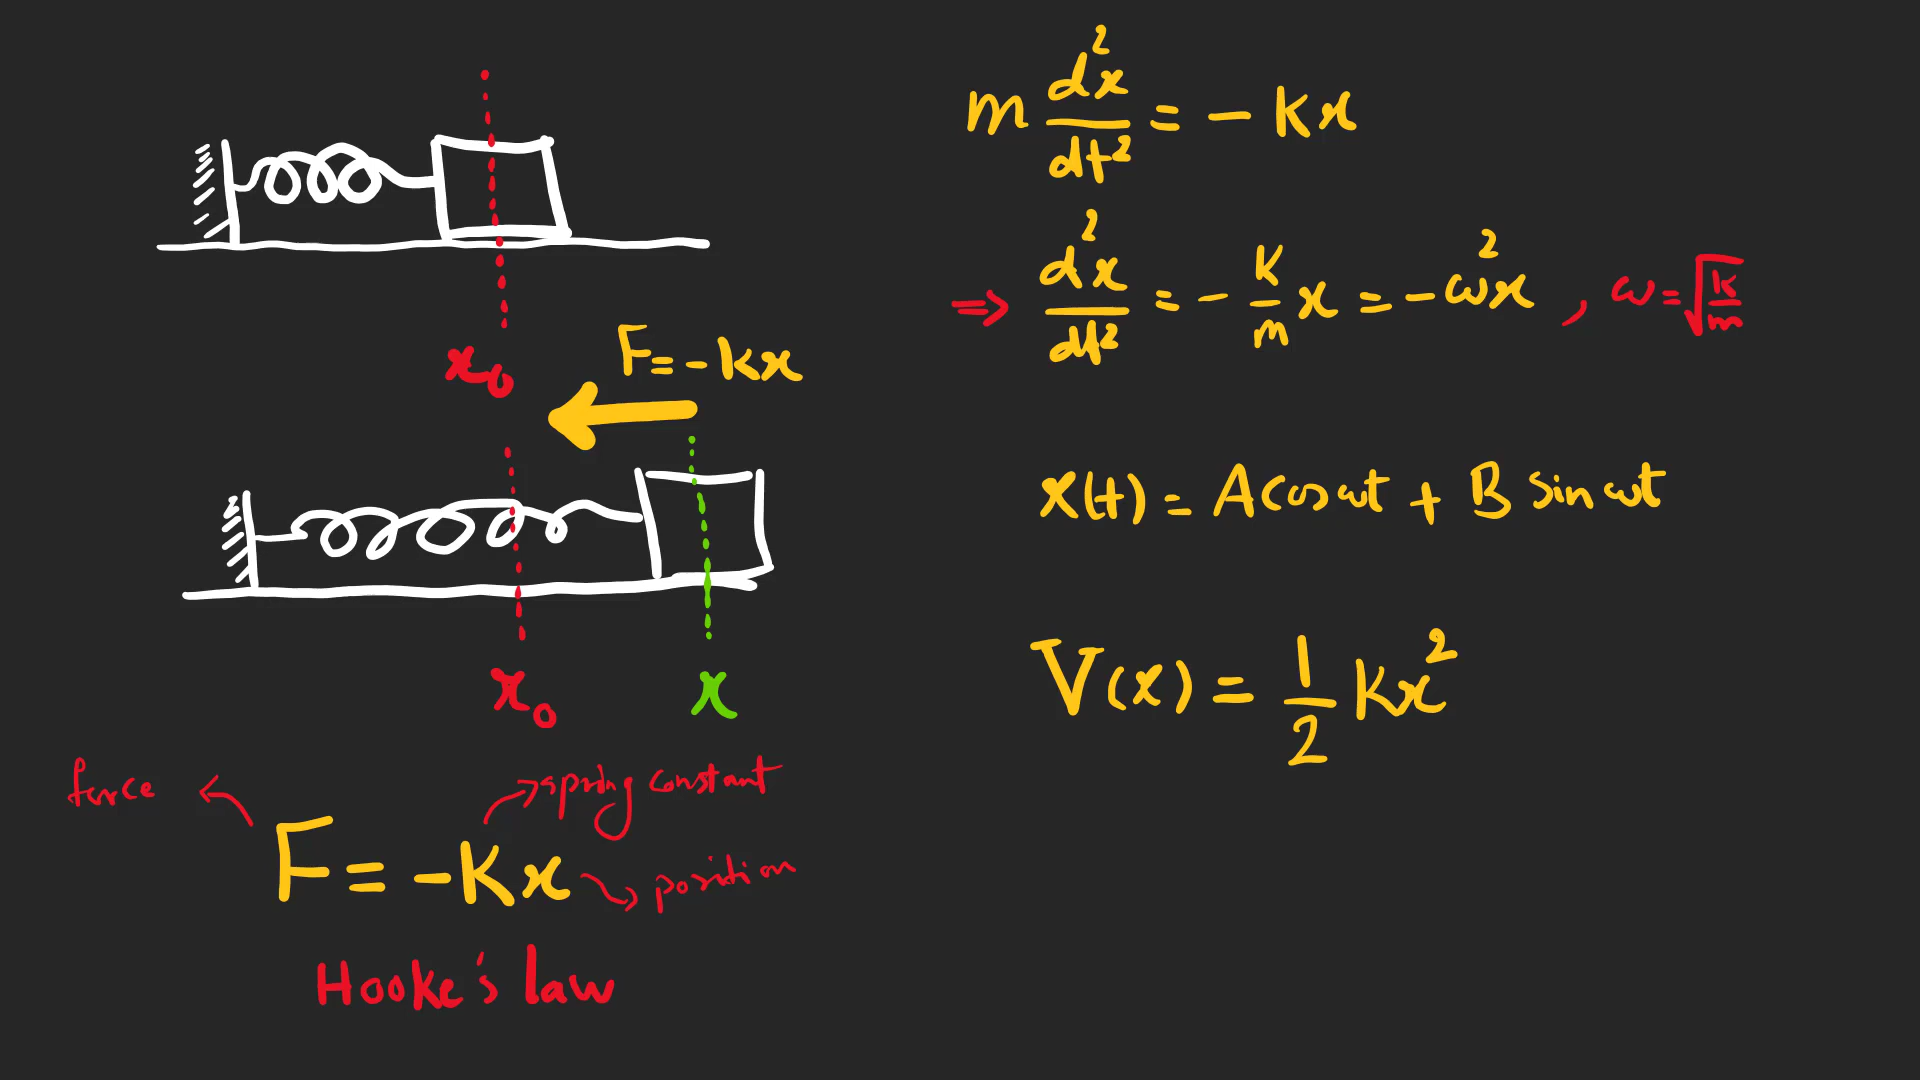 x₀
F = -kx
x₀ x
force
spring constant
F = -Kx
position
Hooke's law
m d²x/dt² = - kx
⇒ d²x/dt² = - k/m x = - ω²x , ω = √k/m
x(t) = A cos ωt + B sin ωt
V(x) = 1/2 kx²